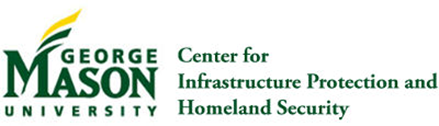 GEORGE
MASON
UNIVERSITY
Center for
Infrastructure Protection and
Homeland Security